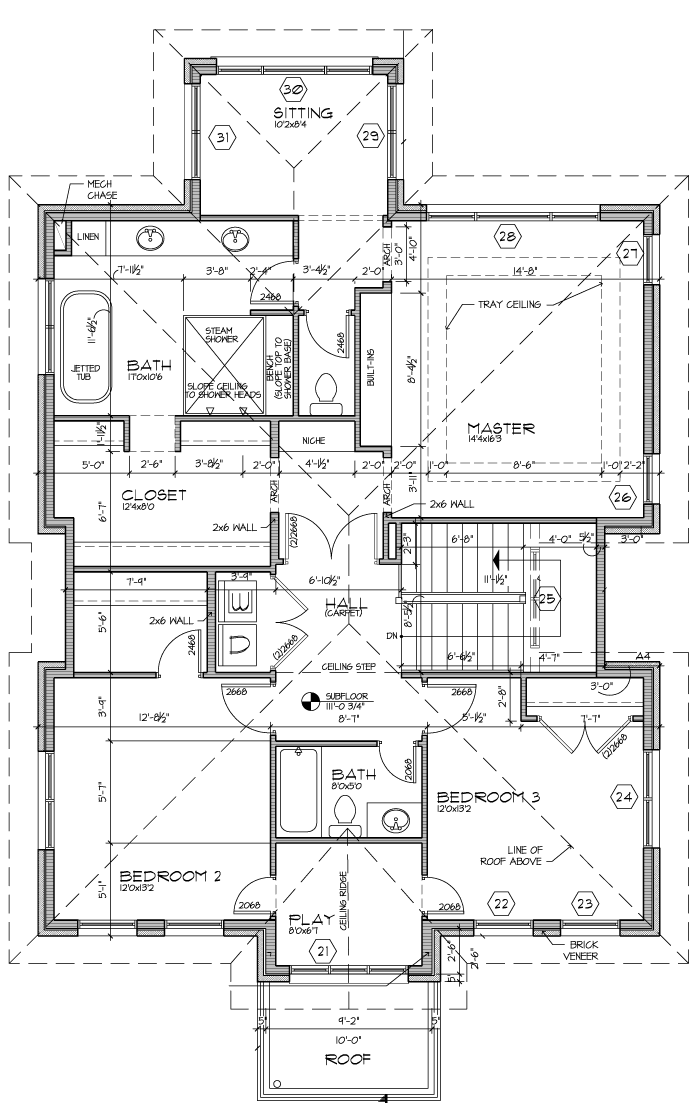 30
SITTING
10'2x8'4
31
29
MECH
CHASE
LINEN
28
27
ARCH
3'-0"
4'-10"
7'-11½"
3'-8"
2'-4"
3'-4½"
2'-0"
14'-8"
2468
TRAY CEILING
11'-6½"
STEAM
SHOWER
2468
BATH
17'0x10'6
JETTED
TUB
BENCH
(SLOPE TOP TO
SHOWER BASE)
BUILT-INS
8'-4½"
SLOPE CEILING
TO SHOWER HEADS
MASTER
14'4x16'3
1'-1½"
NICHE
5'-0"
2'-6"
3'-8½"
2'-0"
4'-1½"
2'-0"
2'-0"
1'-0"
8'-6"
1'-0"
2'-2"
3'-11"
CLOSET
12'4x8'0
ARCH
ARCH
26
6'-7"
2x6 WALL
2x6 WALL
(2)2668
2'-3"
6'-8"
4'-0"
5½"
3'-0"
7'-9"
3'-9"
6'-10½"
11'-1½"
HALL
(CARPET)
W
25
8'-5½"
5'-6"
2x6 WALL
D
DN
2468
(2)2668
6'-6½"
4'-7"
A4
CEILING STEP
2668
2668
2'-8"
3'-0"
3'-9"
SUBFLOOR
111'-0 3/4"
12'-8½"
8'-7"
5'-1½"
7'-7"
(2)2668
2068
BATH
8'0x5'0
5'-7"
BEDROOM 3
12'0x13'2
24
LINE OF
ROOF ABOVE
BEDROOM 2
12'0x13'2
5'-1"
CEILING RIDGE
2068
2068
22
23
PLAY
8'0x6'7
21
BRICK
VENEER
2'-6"
2'-6"
5"
5"
9'-2"
5"
10'-0"
ROOF